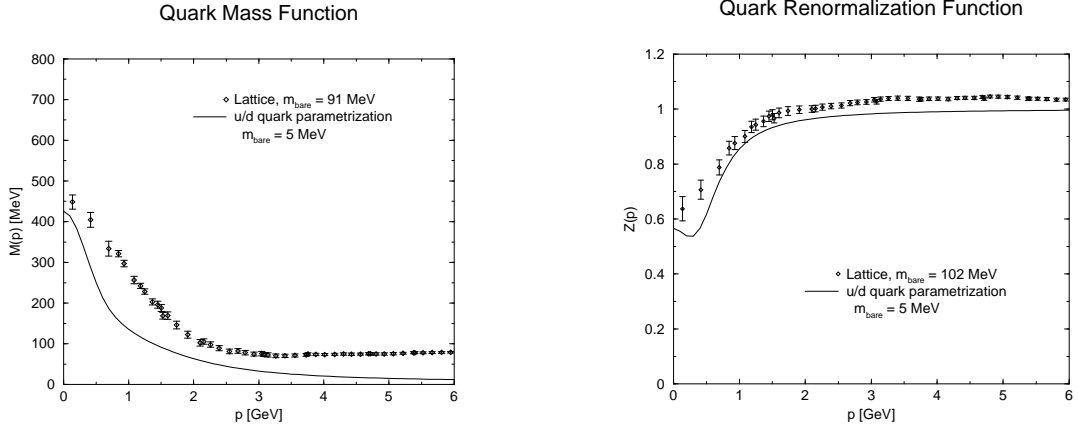 Quark Mass Function
800
700
600
500
400
300
200
100
0
M(p) [MeV]
Lattice, m_bare = 91 MeV
u/d quark parametrization
m_bare = 5 MeV
0 1 2 3 4 5 6
p [GeV]
Quark Renormalization Function
1.2
1
0.8
0.6
0.4
0.2
0
Z(p)
Lattice, m_bare = 102 MeV
u/d quark parametrization
m_bare = 5 MeV
0 1 2 3 4 5 6
p [GeV]